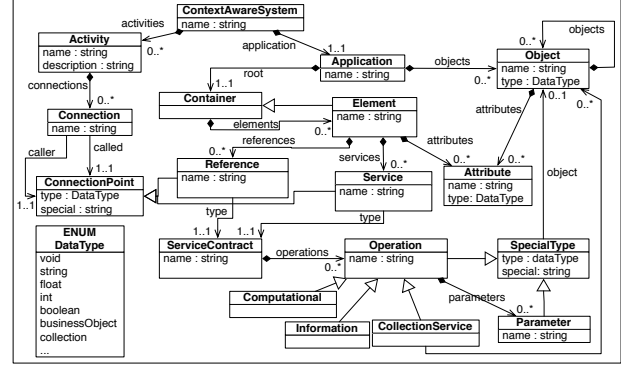 ContextAwareSystem
name : string
activities
application
Activity
name : string
description : string
0..*
1..1
Application
name : string
root
1..1
objects
0..*
objects
0..*
Object
name : string
type : DataType
0..1
0..*
connections
0..*
Connection
name : string
caller
called
1..1
1..1
ConnectionPoint
type : DataType
special : string
Container
elements
0..*
Element
name : string
references
0..*
services
0..*
attributes
0..*
attributes
0..*
Reference
name : string
Service
name : string
Attribute
name : string
type: DataType
object
type
1..1
type
1..1
ENUM
DataType
void
string
float
int
boolean
businessObject
collection
...
ServiceContract
name : string
operations
0..*
Operation
name : string
SpecialType
type : dataType
special: string
Computational
Information
CollectionService
parameters
0..*
Parameter
name : string